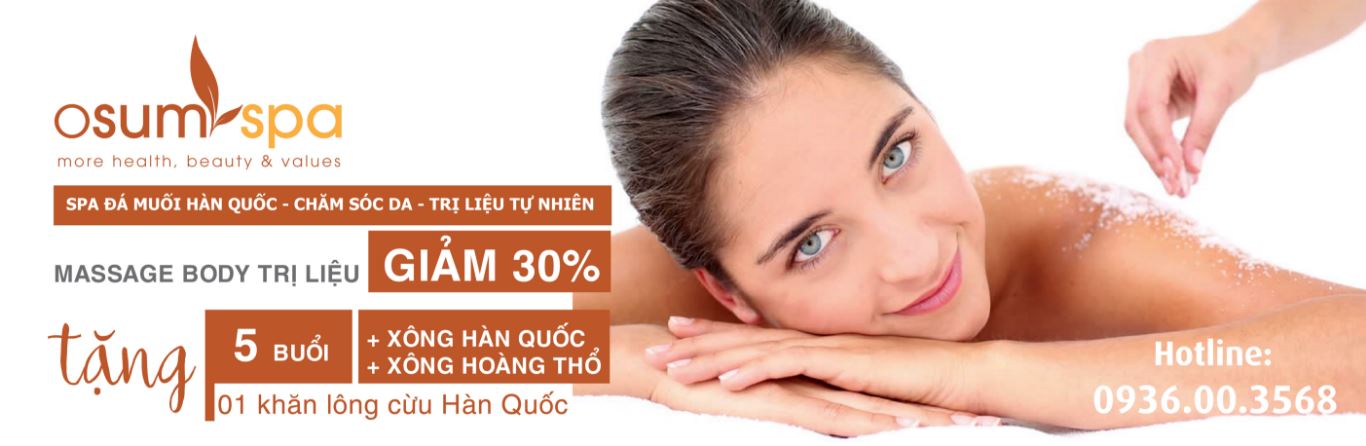 osum spa
more health, beauty & values
SPA ĐÁ MUỐI HÀN QUỐC - CHĂM SÓC DA - TRỊ LIỆU TỰ NHIÊN
MASSAGE BODY TRỊ LIỆU GIẢM 30%
tặng 5 BUỔI
+ XÔNG HÀN QUỐC
+ XÔNG HOÀNG THỔ
01 khăn lông cừu Hàn Quốc
Hotline:
0936.00.3568